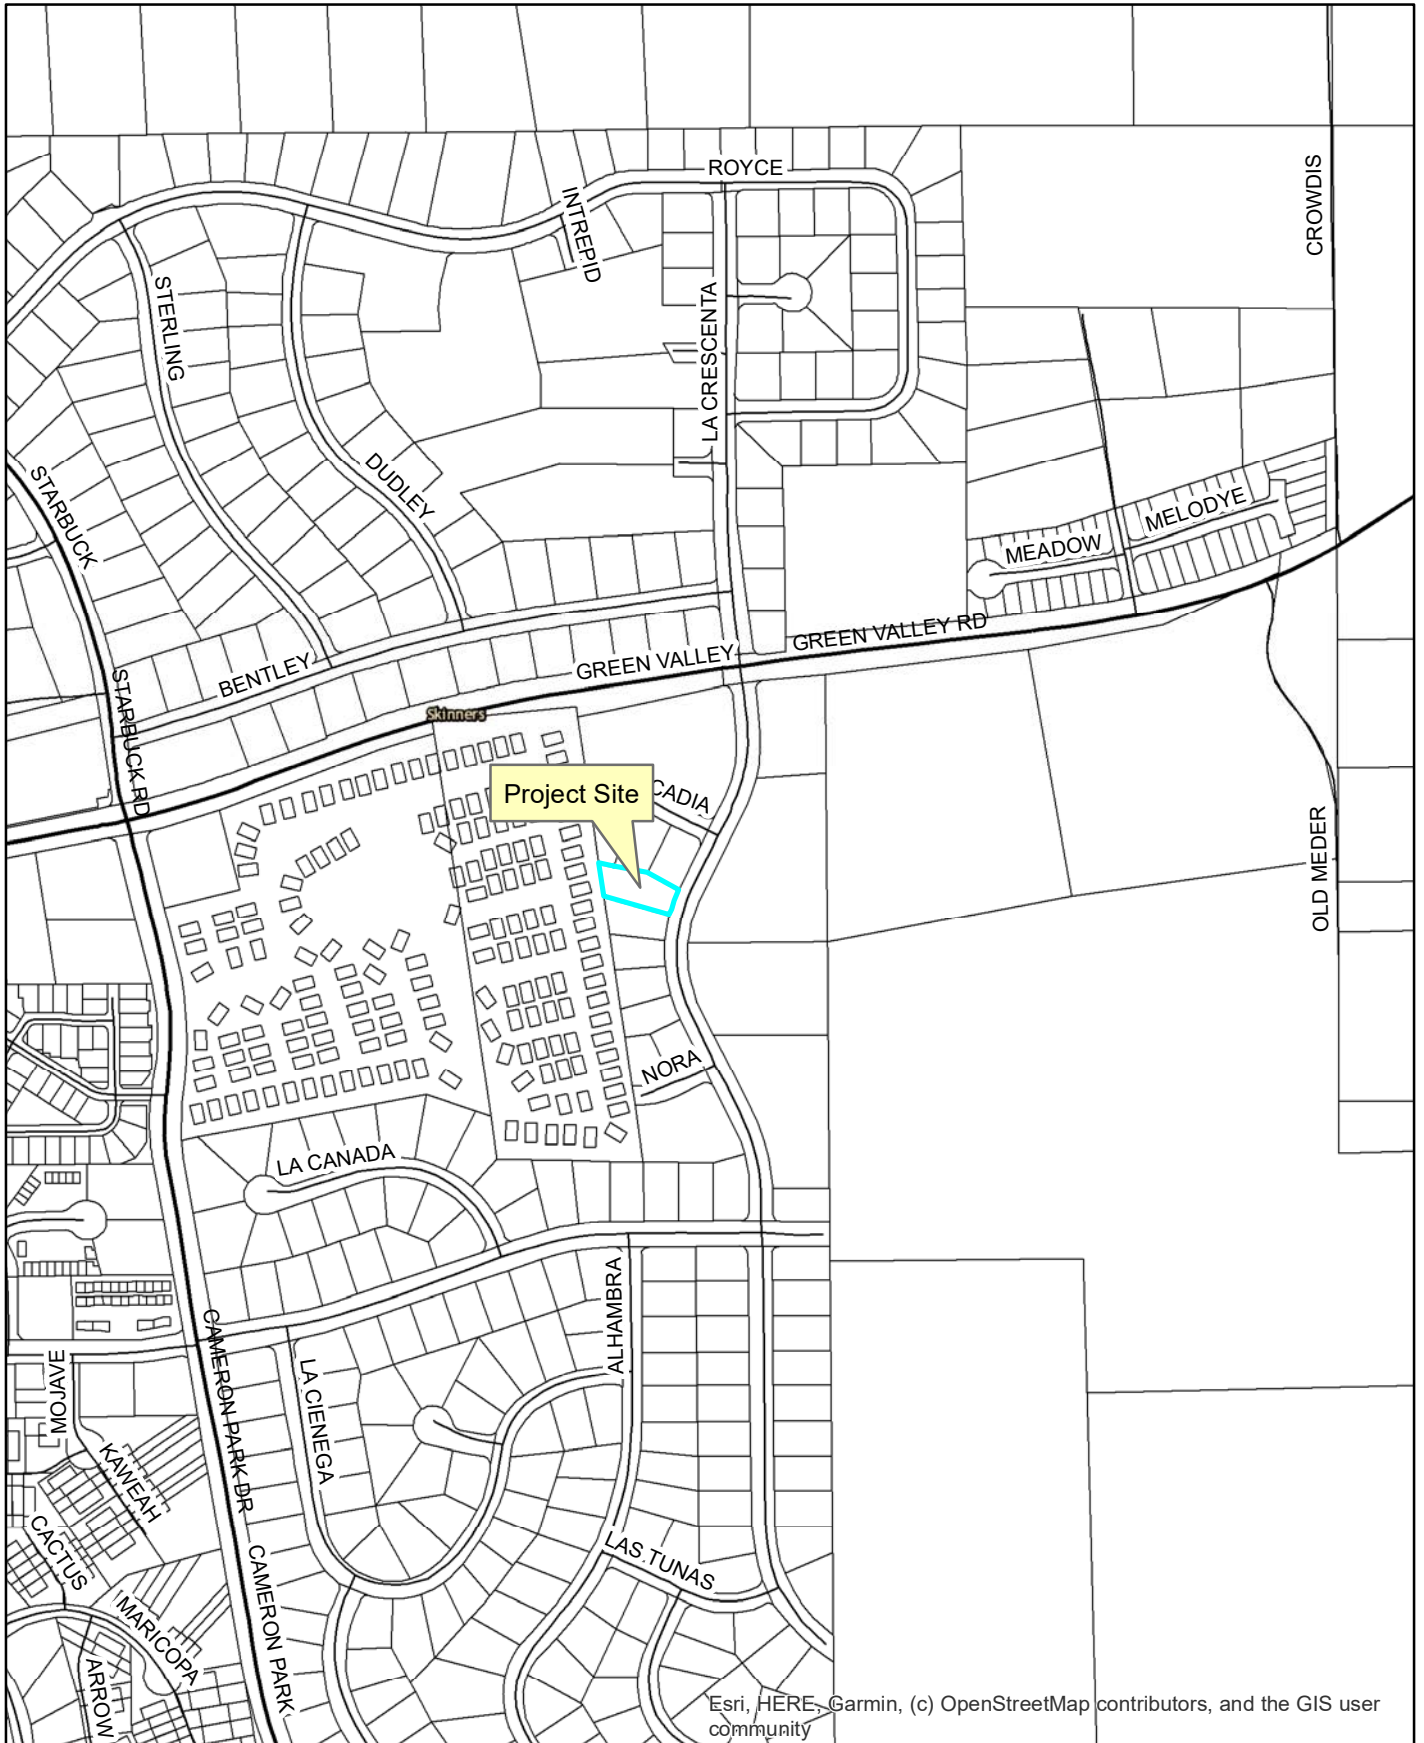 ROYCE
CROWDIS
INTREPID
STERLING
LA CRESCENTA
STARBUCK
DUDLEY
MELODYE
MEADOW
GREEN VALLEY RD
GREEN VALLEY
BENTLEY
STARBUCK RD
Skinners
Project Site
CADIA
OLD MEDER
NORA
LA CANADA
ALHAMBRA
CAMERON PARK DR
LA CIENEGA
MOJAVE
KAWEAH
CACTUS
LAS TUNAS
CAMERON PARK
MARICOPA
ARROW
Esri, HERE, Garmin, (c) OpenStreetMap contributors, and the GIS user
community